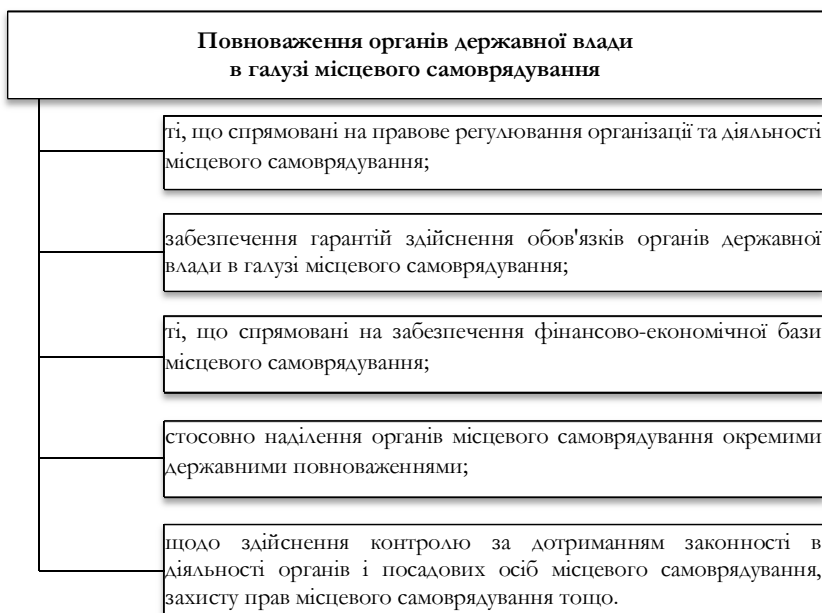 Повноваження органів державної влади
в галузі місцевого самоврядування
ті, що спрямовані на правове регулювання організації та діяльності
місцевого самоврядування;
забезпечення гарантій здійснення обов'язків органів державної
влади в галузі місцевого самоврядування;
ті, що спрямовані на забезпечення фінансово-економічної бази
місцевого самоврядування;
стосовно наділення органів місцевого самоврядування окремими
державними повноваженнями;
щодо здійснення контролю за дотриманням законності в
діяльності органів і посадових осіб місцевого самоврядування,
захисту прав місцевого самоврядування тощо.